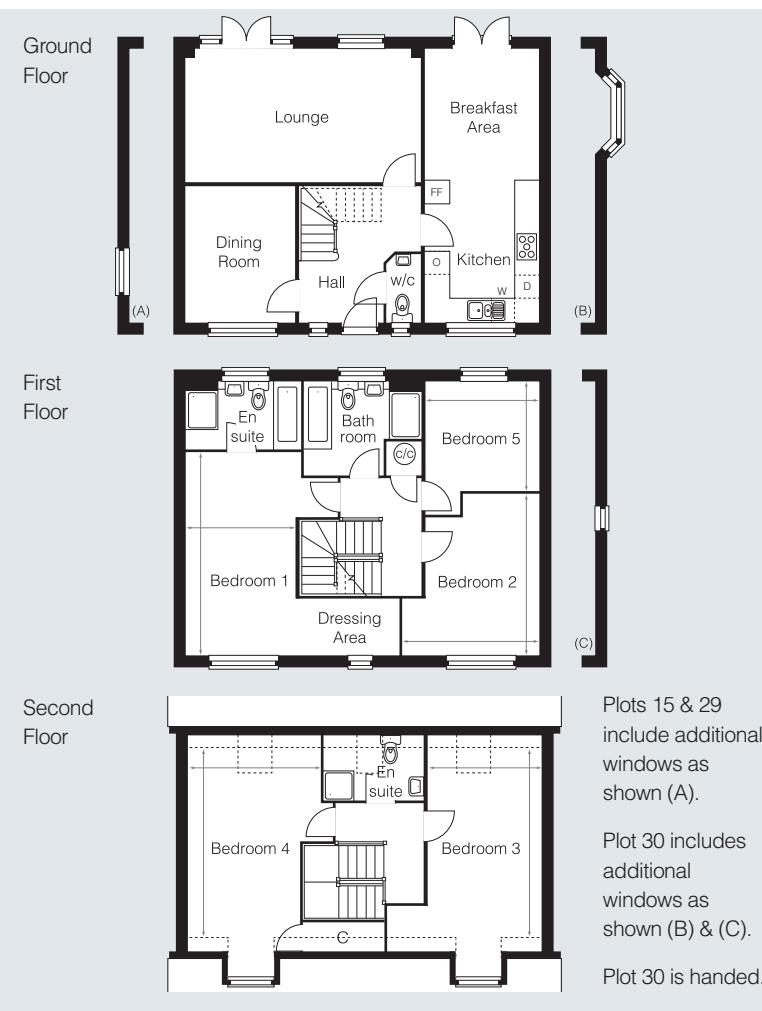 Ground
Floor
Lounge
Breakfast
Area
FF
Dining
Room
Hall
w/c
O
Kitchen
W
D
(A)
(B)
First
Floor
En
suite
Bath
room
c/c
Bedroom 5
Bedroom 1
Bedroom 2
Dressing
Area
(C)
Second
Floor
En
suite
Bedroom 4
Bedroom 3
C
Plots 15 & 29
include additional
windows as
shown (A).
Plot 30 includes
additional
windows as
shown (B) & (C).
Plot 30 is handed.